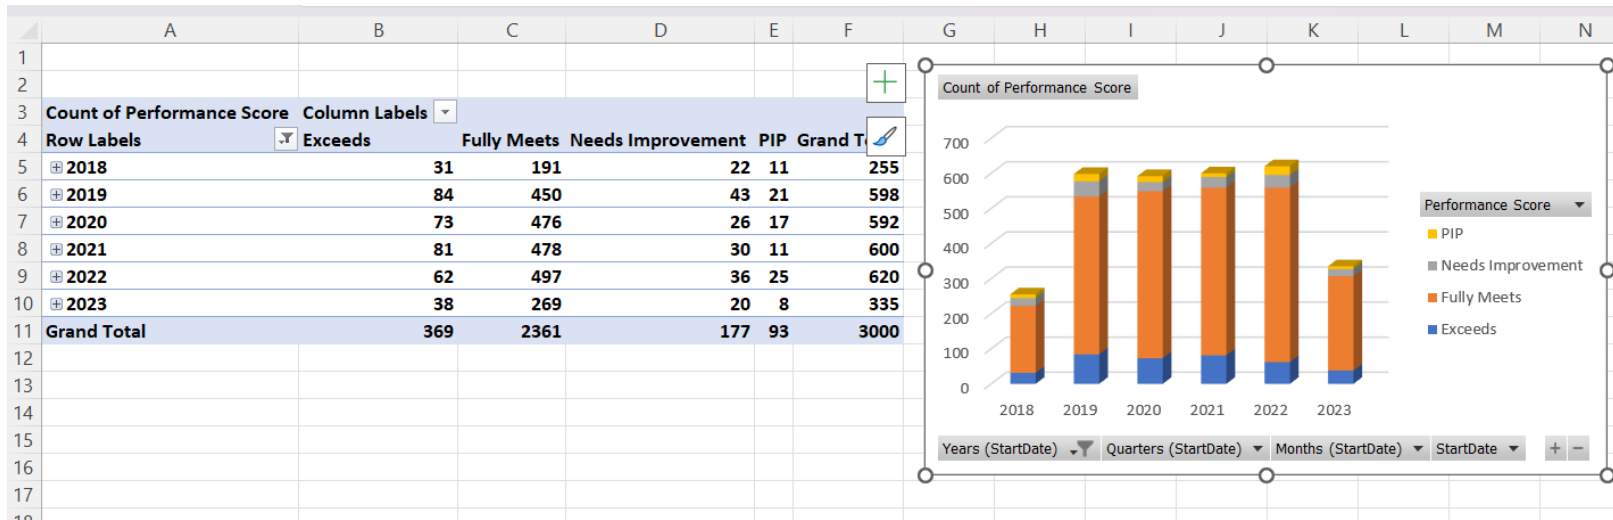 A B C D E F G H I J K L M N
1
2
3 Count of Performance Score Column Labels
4 Row Labels Exceeds Fully Meets Needs Improvement PIP Grand T
5 2018 31 191 22 11 255
6 2019 84 450 43 21 598
7 2020 73 476 26 17 592
8 2021 81 478 30 11 600
9 2022 62 497 36 25 620
10 2023 38 269 20 8 335
11 Grand Total 369 2361 177 93 3000
12
13
14
15
16
17
18
Count of Performance Score
700
600
500
400
300
200
100
0
2018 2019 2020 2021 2022 2023
Performance Score
PIP
Needs Improvement
Fully Meets
Exceeds
Years (StartDate) Quarters (StartDate) Months (StartDate) StartDate + −